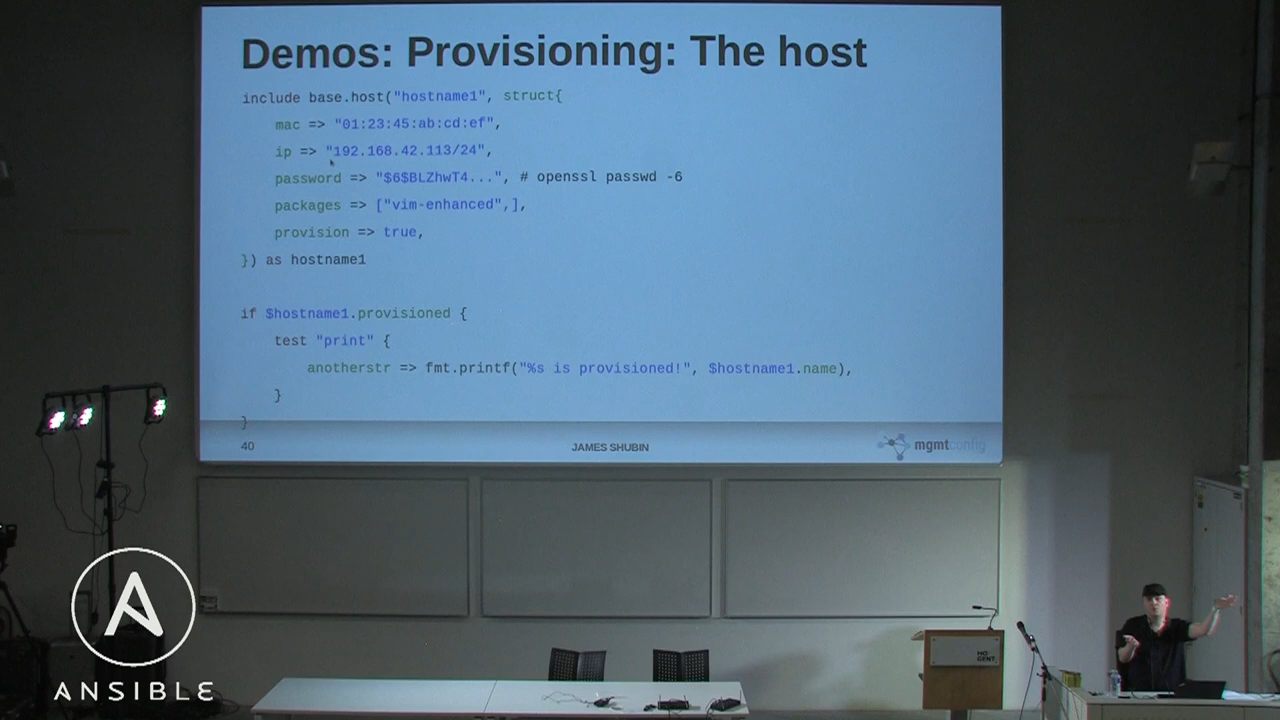 Demos: Provisioning: The host
include base.host("hostname1", struct{
    mac => "01:23:45:ab:cd:ef",
    ip => "192.168.42.113/24",
    password => "$6$BLZhwT4...", # openssl passwd -6
    packages => ["vim-enhanced",],
    provision => true,
}) as hostname1
if $hostname1.provisioned {
    test "print" {
        anotherstr => fmt.printf("%s is provisioned!", $hostname1.name),
    }
}
40
JAMES SHUBIN
mgmtconfig
HO
GENT
A
ANSIBLE